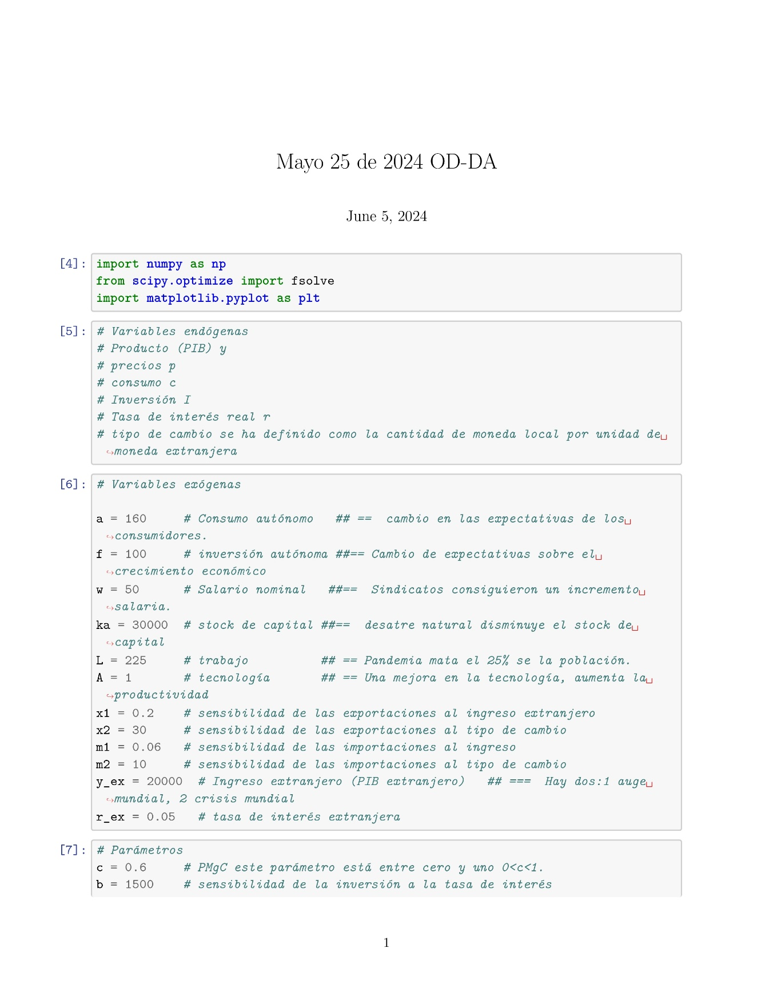 Mayo 25 de 2024 OD-DA
June 5, 2024
[4]: import numpy as np
from scipy.optimize import fsolve
import matplotlib.pyplot as plt
[5]: # Variables endógenas
# Producto (PIB) y
# precios p
# consumo c
# Inversión I
# Tasa de interés real r
# tipo de cambio se ha definido como la cantidad de moneda local por unidad de␣
↪moneda extranjera
[6]: # Variables exógenas
a = 160     # Consumo autónomo   ## ==  cambio en las expectativas de los␣
↪consumidores.
f = 100     # inversión autónoma ##== Cambio de expectativas sobre el␣
↪crecimiento económico
w = 50      # Salario nominal   ##==  Sindicatos consiguieron un incremento␣
↪salaria.
ka = 30000  # stock de capital ##==  desatre natural disminuye el stock de␣
↪capital
L = 225     # trabajo          ## == Pandemia mata el 25% se la población.
A = 1       # tecnología       ## == Una mejora en la tecnología, aumenta la␣
↪productividad
x1 = 0.2    # sensibilidad de las exportaciones al ingreso extranjero
x2 = 30     # sensibilidad de las exportaciones al tipo de cambio
m1 = 0.06   # sensibilidad de las importaciones al ingreso
m2 = 10     # sensibilidad de las importaciones al tipo de cambio
y_ex = 20000  # Ingreso extranjero (PIB extranjero)   ## ===  Hay dos:1 auge␣
↪mundial, 2 crisis mundial
r_ex = 0.05   # tasa de interés extranjera
[7]: # Parámetros
c = 0.6     # PMgC este parámetro está entre cero y uno 0<c<1.
b = 1500    # sensibilidad de la inversión a la tasa de interés
1